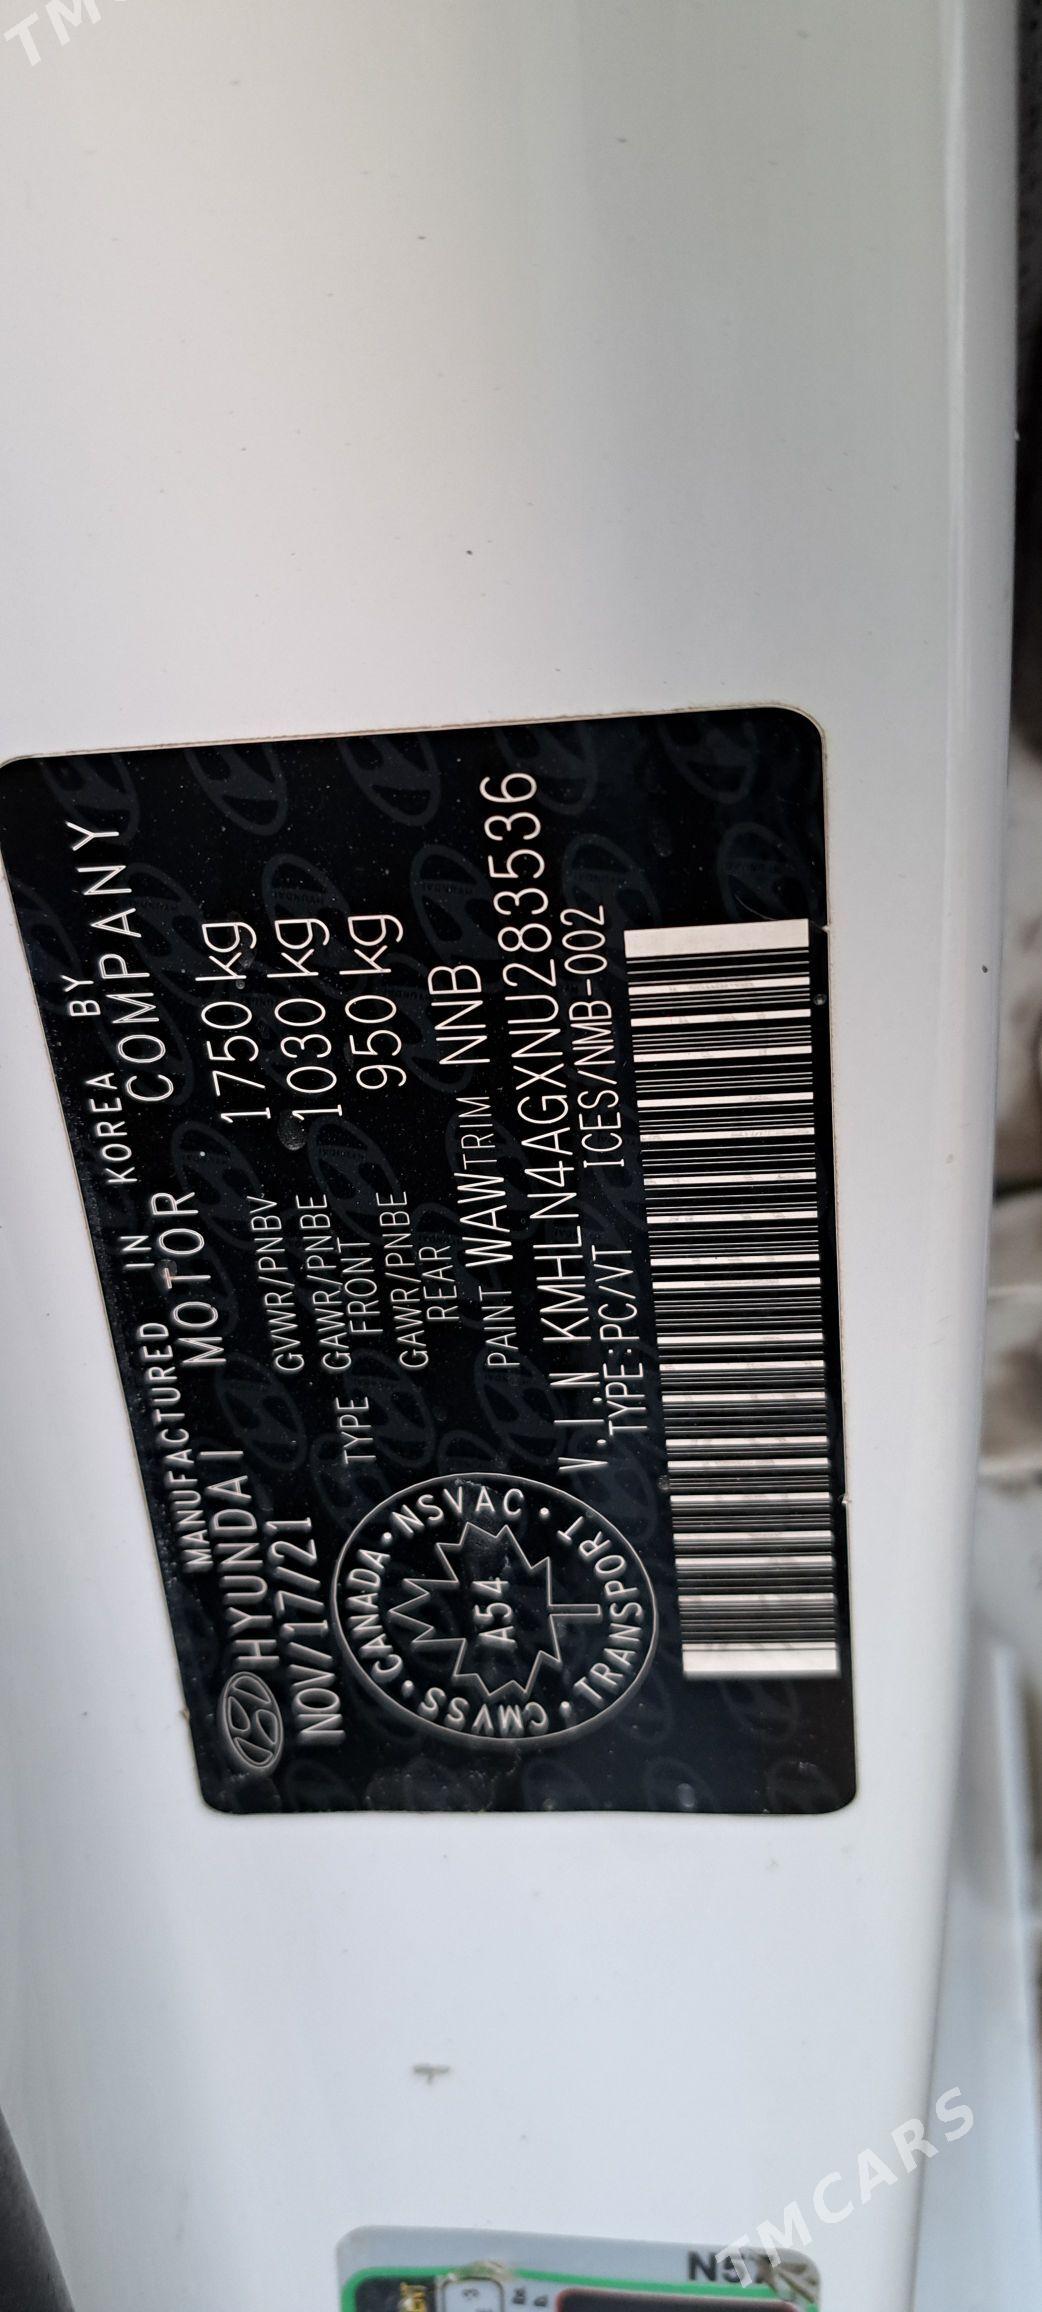 MANUFACTURED IN KOREA BY
HYUNDAI MOTOR COMPANY
NOV/17/21
GVWR/PNBV 1750 kg
TYPE GAWR/PNBE FRONT 1030 kg
GAWR/PNBE REAR 950 kg
CANADA · NSVAC · TRANSPORT · CMVSS ·
A54
PAINT WAW TRIM NNB
V.I.N KMHLN4AGXNU283536
TYPE:PC/VT ICES/NMB-002
TMCARS